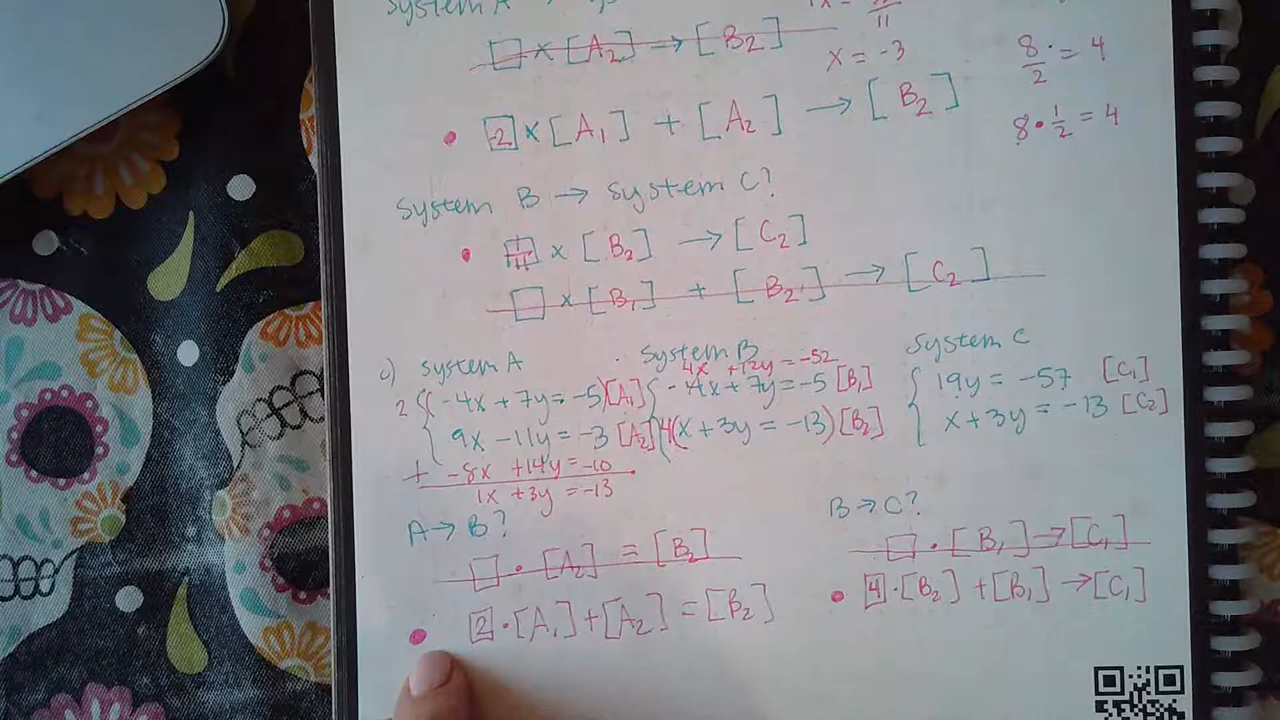 System A
11
□ × [A₂] → [B₂]
x = -3
8/2 = 4
-2 × [A₁] + [A₂] → [B₂]
8 · 1/2 = 4
System B → System C?
1/11 × [B₂] → [C₂]
□ × [B₁] + [B₂] → [C₂]
c) System A
System B
System C
4x + 12y = -52
2 (-4x + 7y = -5) [A₁]
-4x + 7y = -5 [B₁]
19y = -57 [C₁]
9x - 11y = -3 [A₂]
4(x + 3y = -13) [B₂]
x + 3y = -13 [C₂]
+ -8x + 14y = -10
1x + 3y = -13
A → B?
B → C?
□ · [A₂] = [B₂]
□ · [B₁] → [C₁]
2 · [A₁] + [A₂] = [B₂]
4 · [B₂] + [B₁] → [C₁]